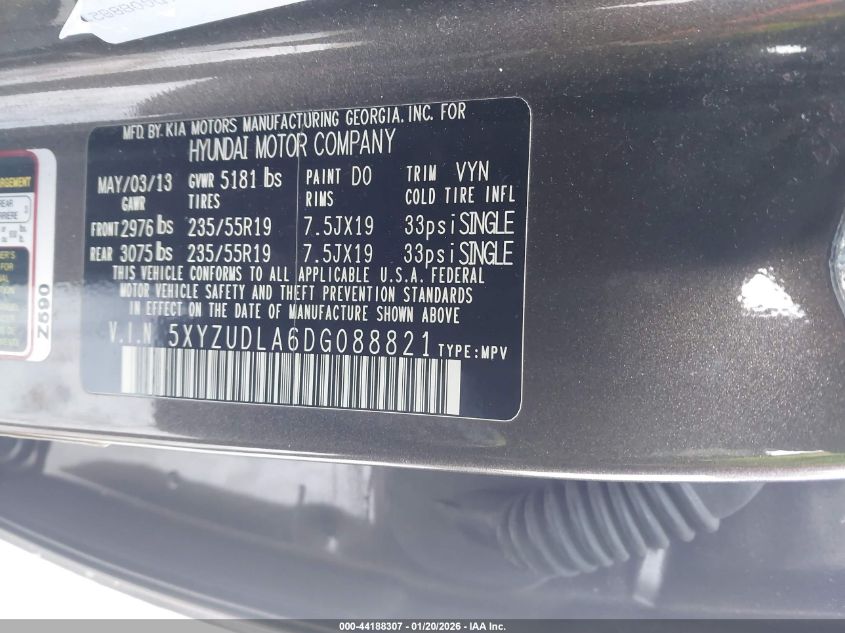 DG08882
MFD. BY. KIA MOTORS MANUFACTURING GEORGIA, INC. FOR
HYUNDAI MOTOR COMPANY
MAY/03/13 GVWR 5181 lbs PAINT DO TRIM VYN
GAWR TIRES RIMS COLD TIRE INFL
FRONT 2976 lbs 235/55R19 7.5JX19 33psi SINGLE
REAR 3075 lbs 235/55R19 7.5JX19 33psi SINGLE
THIS VEHICLE CONFORMS TO ALL APPLICABLE U.S.A. FEDERAL
MOTOR VEHICLE SAFETY AND THEFT PREVENTION STANDARDS
IN EFFECT ON THE DATE OF MANUFACTURE SHOWN ABOVE
V.I.N 5XYZUDLA6DG088821 TYPE:MPV
REAR
Z690
000-44188307 - 01/20/2026 - IAA Inc.